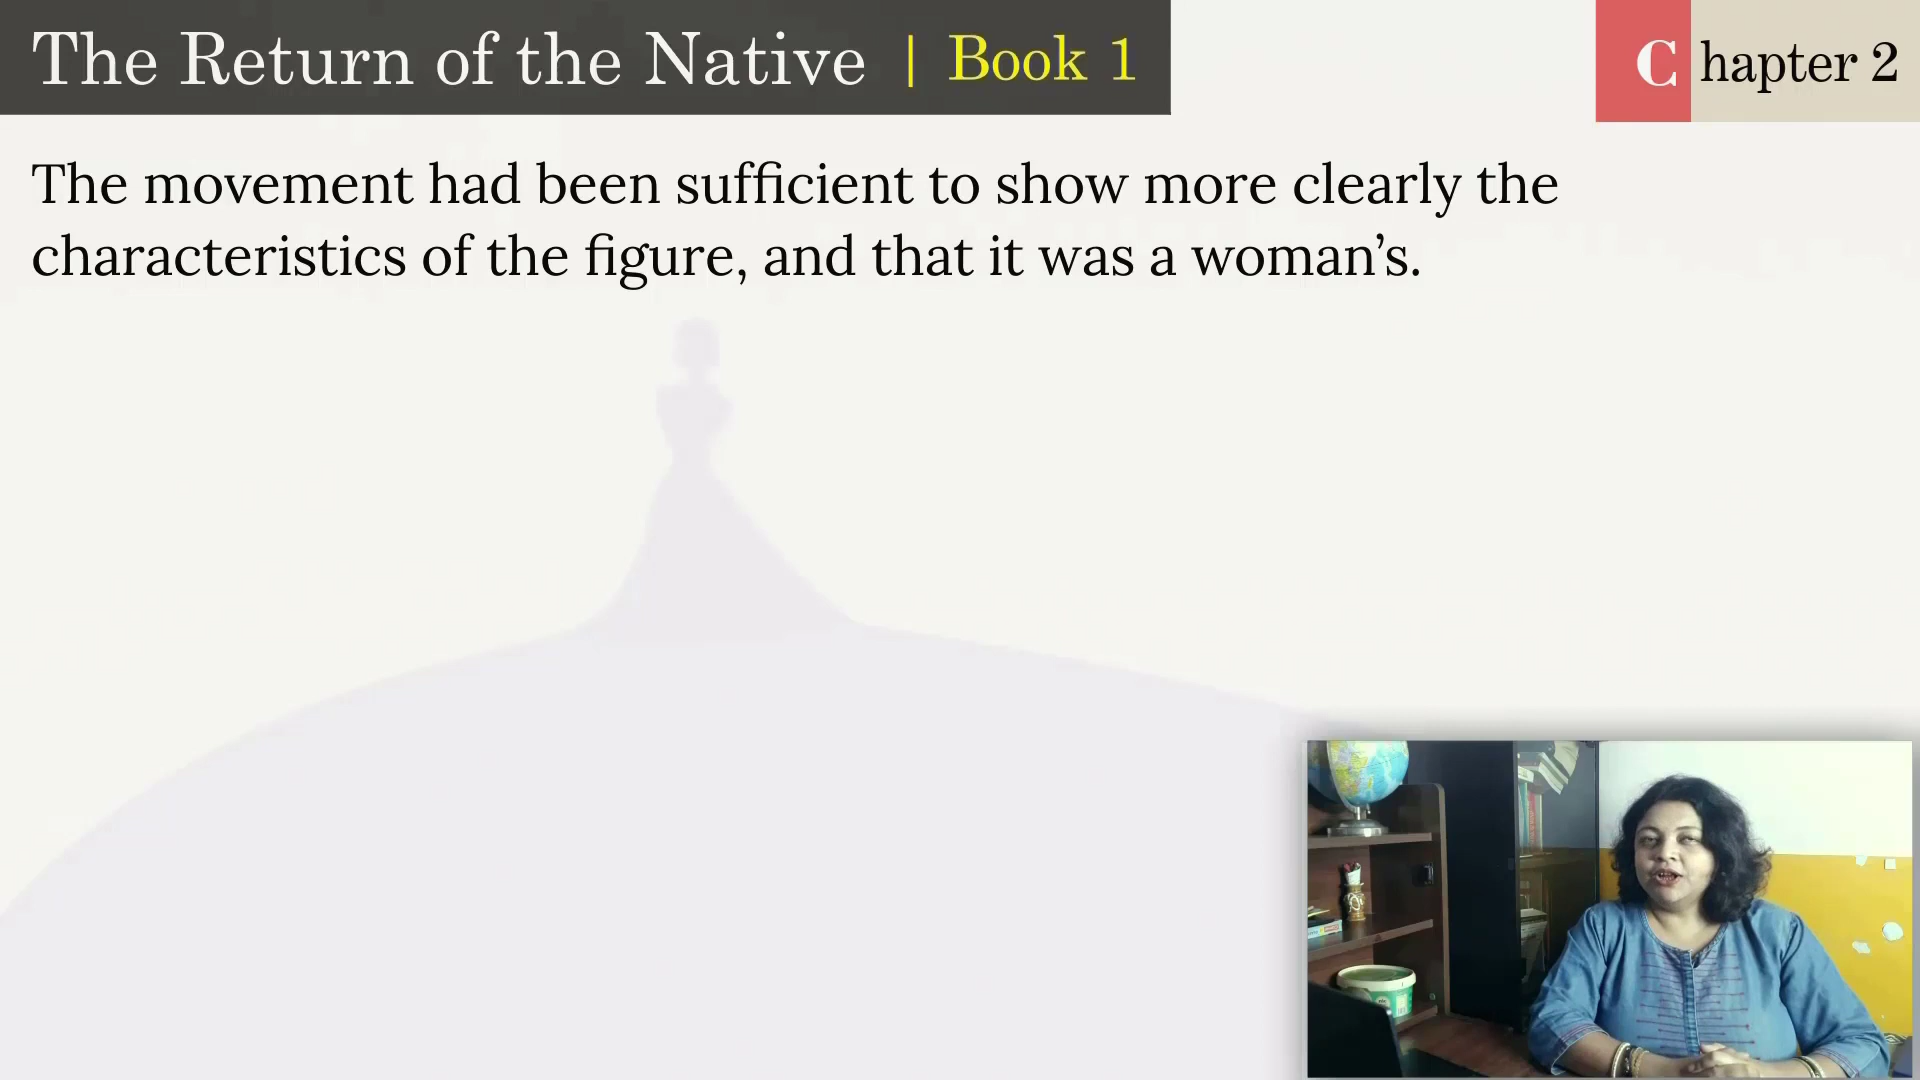 The Return of the Native | Book 1
Chapter 2
The movement had been sufficient to show more clearly the
characteristics of the figure, and that it was a woman’s.